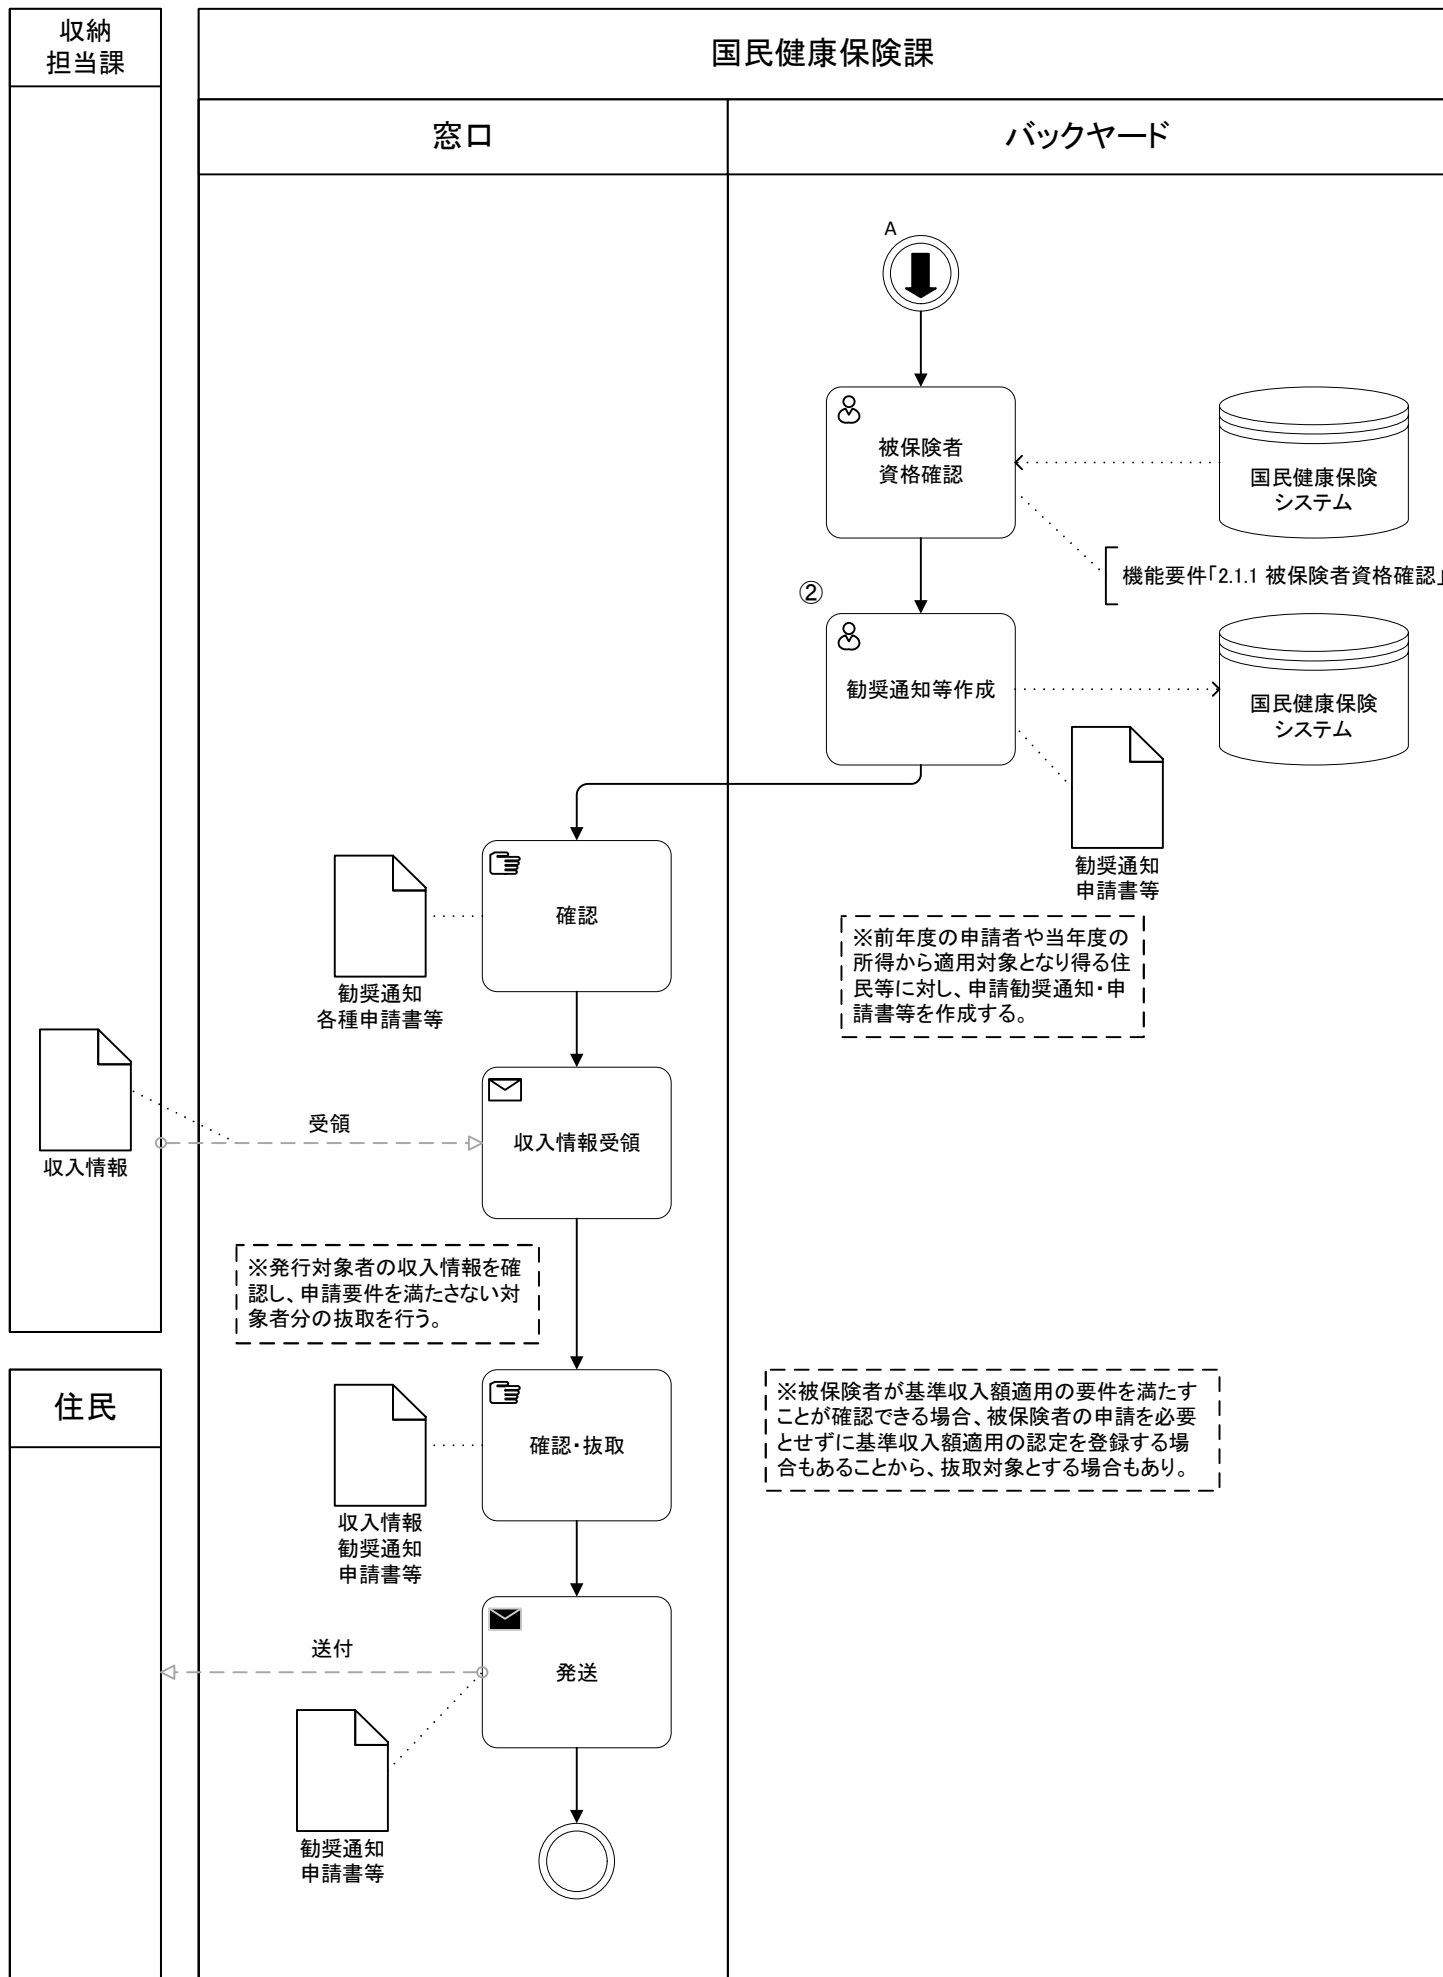 収納
担当課
国民健康保険課
窓口
バックヤード
A
被保険者
資格確認
国民健康保険
システム
機能要件「2.1.1 被保険者資格確認」
②
勧奨通知等作成
国民健康保険
システム
勧奨通知
申請書等
確認
勧奨通知
各種申請書等
※前年度の申請者や当年度の
所得から適用対象となり得る住
民等に対し、申請勧奨通知・申
請書等を作成する。
収入情報
受領
収入情報受領
※発行対象者の収入情報を確
認し、申請要件を満たさない対
象者分の抜取を行う。
住民
確認・抜取
収入情報
勧奨通知
申請書等
※被保険者が基準収入額適用の要件を満たす
ことが確認できる場合、被保険者の申請を必要
とせずに基準収入額適用の認定を登録する場
合もあることから、抜取対象とする場合もあり。
送付
発送
勧奨通知
申請書等